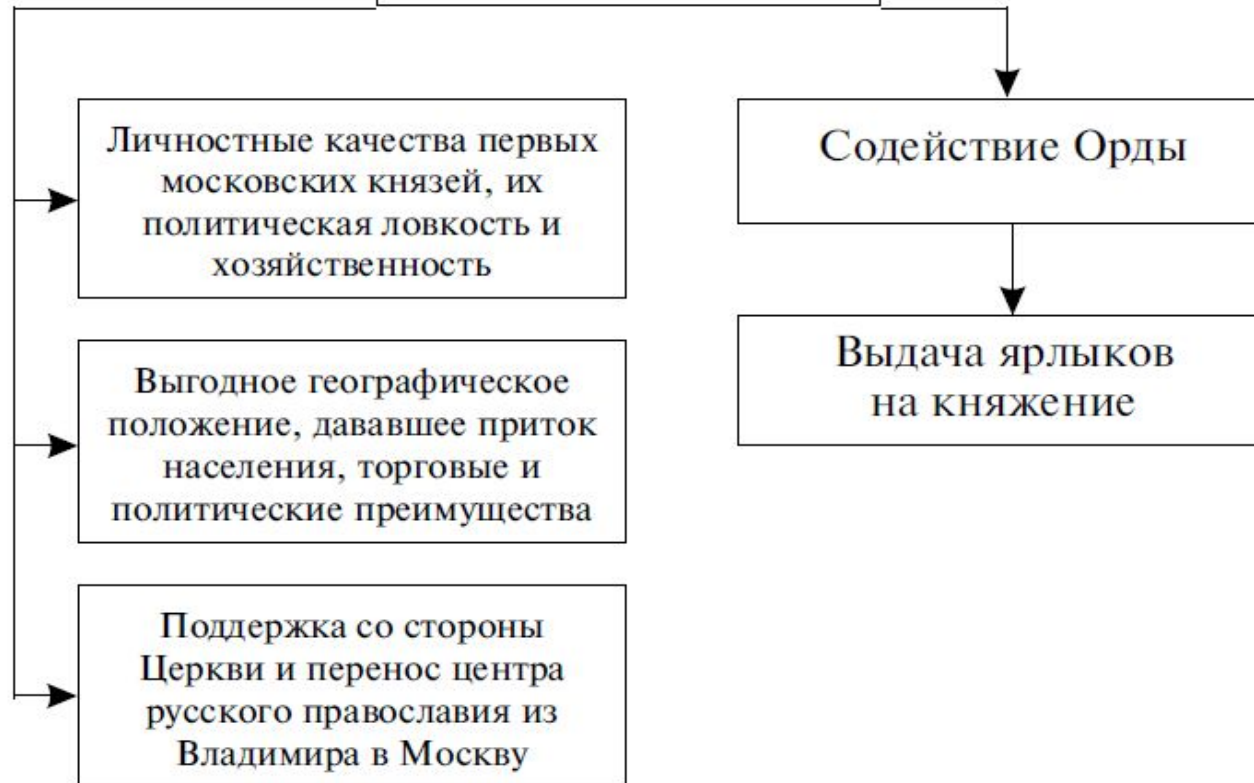 Личностные качества первых
московских князей, их
политическая ловкость и
хозяйственность
Выгодное географическое
положение, дававшее приток
населения, торговые и
политические преимущества
Поддержка со стороны
Церкви и перенос центра
русского православия из
Владимира в Москву
Содействие Орды
Выдача ярлыков
на княжение